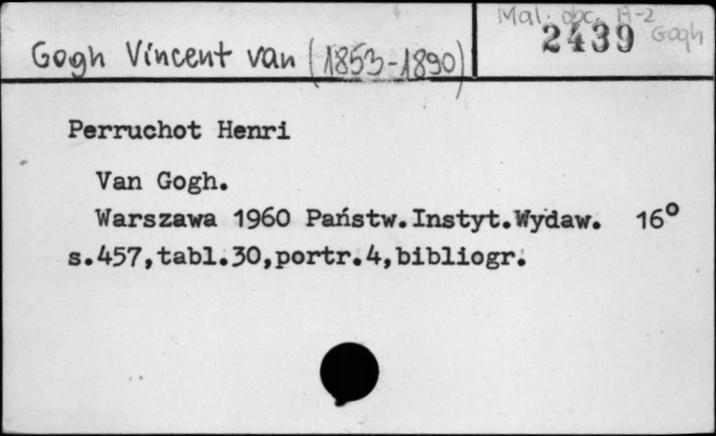 Mal. obc. A-2
Gogh Vincent van (1853-1890)
2439 Gogh
Perruchot Henri
Van Gogh.
Warszawa 1960 Państw.Instyt.Wydaw. 16°
s.457,tabl.30,portr.4,bibliogr.